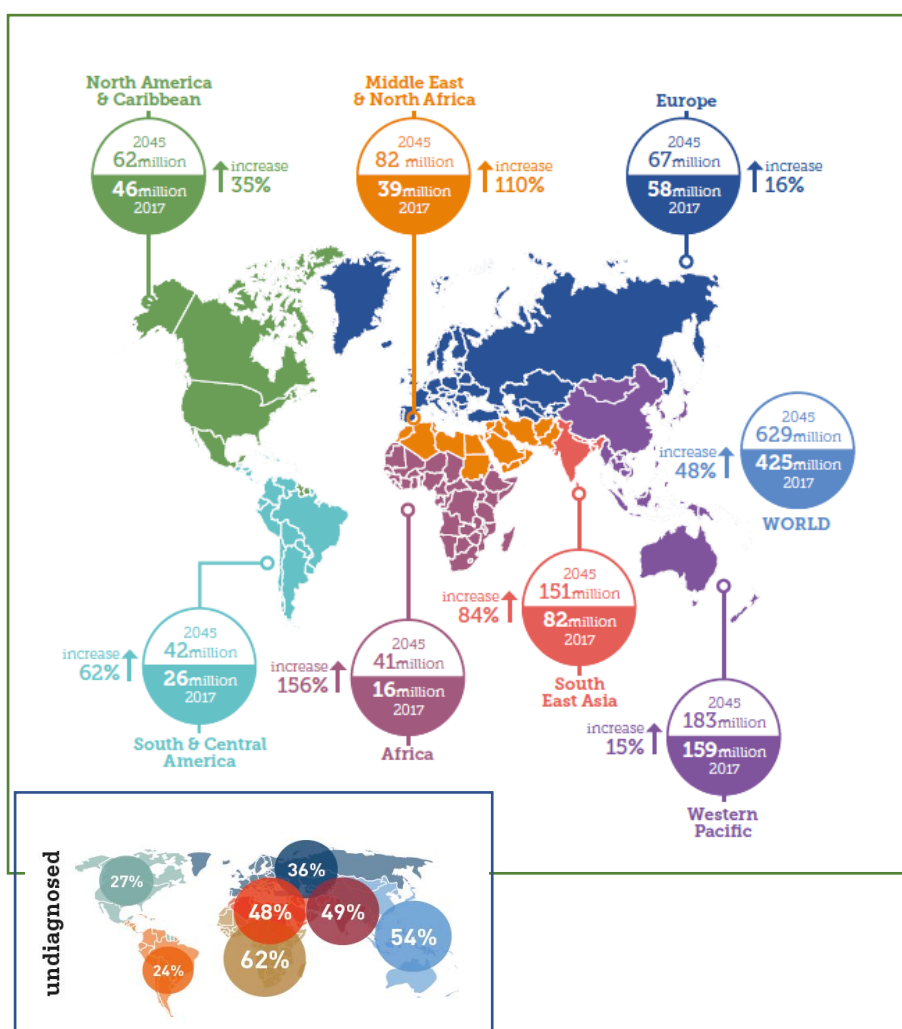 North America
& Caribbean
2045
62million
46million
2017
increase
35%
Middle East
& North Africa
2045
82 million
39million
2017
increase
110%
Europe
2045
67million
58million
2017
increase
16%
2045
629million
425million
2017
increase
48%
WORLD
2045
42million
26million
2017
increase
62%
South & Central
America
2045
41million
16million
2017
increase
156%
Africa
2045
151million
82million
2017
increase
84%
South
East Asia
2045
183million
159million
2017
increase
15%
Western
Pacific
undiagnosed
27%
36%
48%
49%
54%
62%
24%